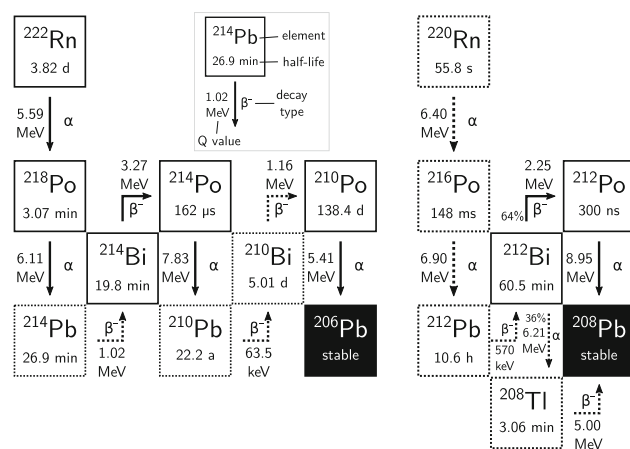 ²²²Rn
3.82 d
5.59
MeV
α
²¹⁸Po
3.07 min
6.11
MeV
α
²¹⁴Pb
26.9 min
β⁻
1.02
MeV
²¹⁴Bi
19.8 min
3.27
MeV
β⁻
²¹⁴Po
162 µs
7.83
MeV
α
²¹⁰Pb
22.2 a
β⁻
63.5
keV
²¹⁰Bi
5.01 d
1.16
MeV
β⁻
²¹⁰Po
138.4 d
5.41
MeV
α
²⁰⁶Pb
stable
²¹⁴Pb
element
26.9 min
half-life
1.02
MeV
β⁻
decay
type
Q value
²²⁰Rn
55.8 s
6.40
MeV
α
²¹⁶Po
148 ms
6.90
MeV
α
²¹²Pb
10.6 h
β⁻
570
keV
²¹²Bi
60.5 min
64%
2.25
MeV
β⁻
²¹²Po
300 ns
8.95
MeV
α
²⁰⁸Pb
stable
36%
6.21
MeV
α
²⁰⁸Tl
3.06 min
β⁻
5.00
MeV